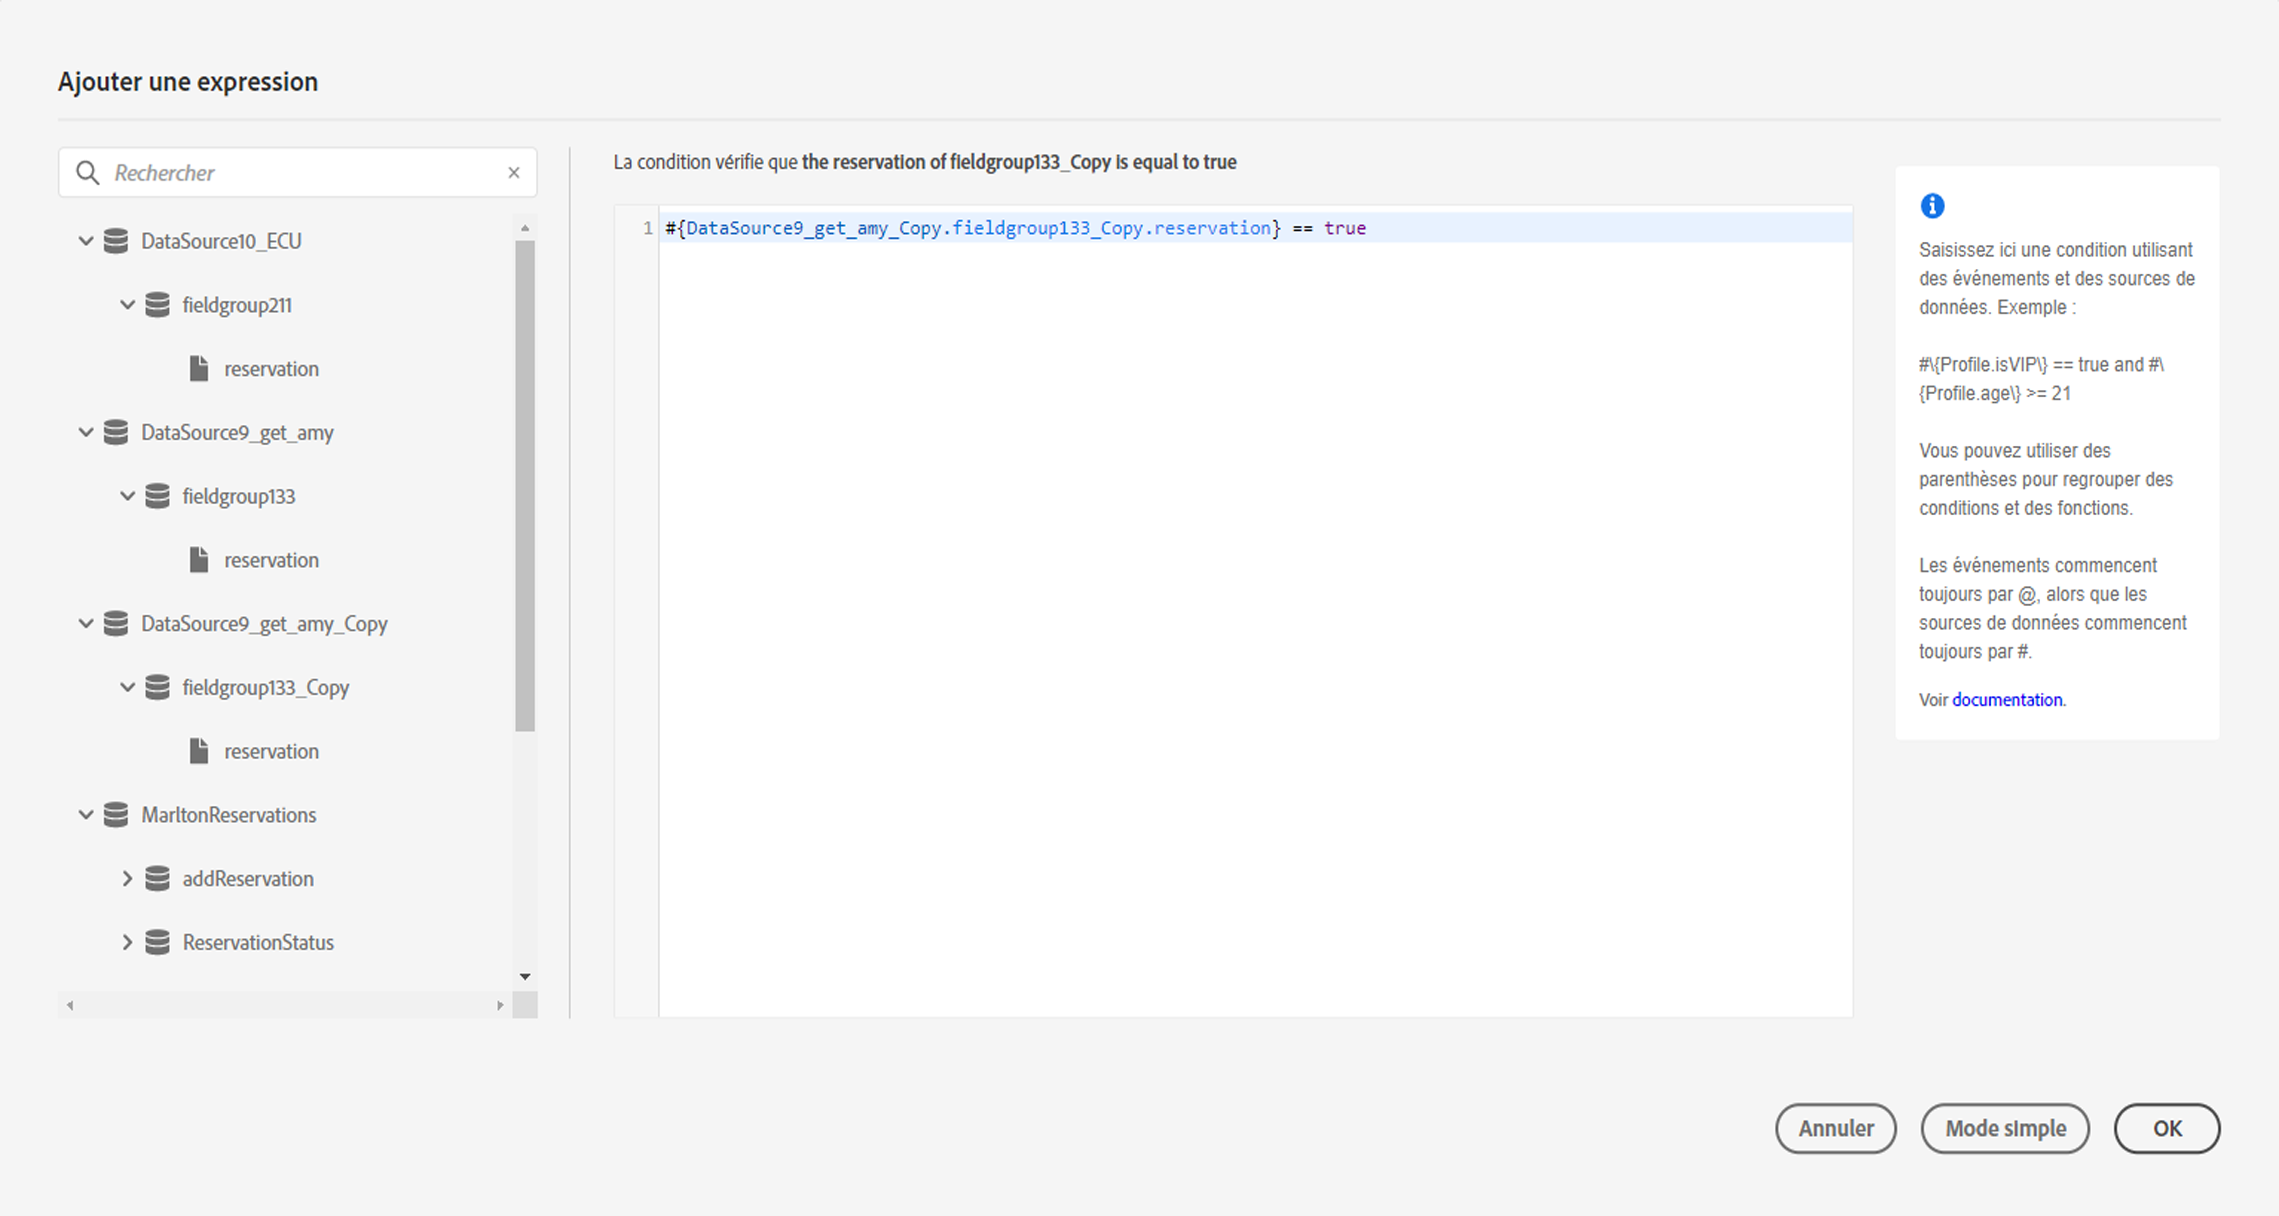 Ajouter une expression
Rechercher
DataSource10_ECU
fieldgroup211
reservation
DataSource9_get_amy
fieldgroup133
reservation
DataSource9_get_amy_Copy
fieldgroup133_Copy
reservation
MarltonReservations
addReservation
ReservationStatus
La condition vérifie que the reservation of fieldgroup133_Copy is equal to true
1 #{DataSource9_get_amy_Copy.fieldgroup133_Copy.reservation} == true
Saisissez ici une condition utilisant
des événements et des sources de
données. Exemple :
#\{Profile.isVIP\} == true and #\
{Profile.age\} >= 21
Vous pouvez utiliser des
parenthèses pour regrouper des
conditions et des fonctions.
Les événements commencent
toujours par @, alors que les
sources de données commencent
toujours par #.
Voir documentation.
Annuler
Mode simple
OK